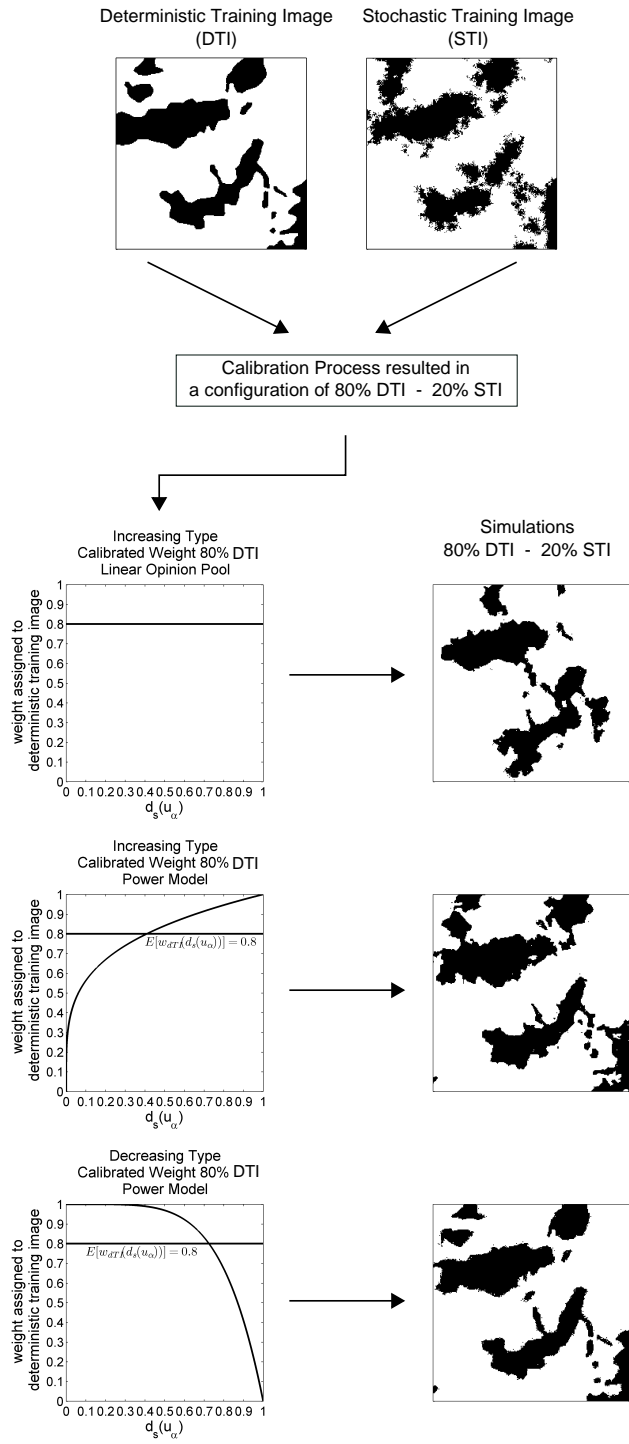 Deterministic Training Image
(DTI)
Stochastic Training Image
(STI)
Calibration Process resulted in
a configuration of 80% DTI - 20% STI
Increasing Type
Calibrated Weight 80% DTI
Linear Opinion Pool
Simulations
80% DTI - 20% STI
weight assigned to
deterministic training image
1
0.9
0.8
0.7
0.6
0.5
0.4
0.3
0.2
0.1
0
0 0.1 0.2 0.3 0.4 0.5 0.6 0.7 0.8 0.9 1
d_s(u_α)
Increasing Type
Calibrated Weight 80% DTI
Power Model
weight assigned to
deterministic training image
1
0.9
0.8
0.7
0.6
0.5
0.4
0.3
0.2
0.1
0
E[w_{dTI}(d_s(u_α))] = 0.8
0 0.1 0.2 0.3 0.4 0.5 0.6 0.7 0.8 0.9 1
d_s(u_α)
Decreasing Type
Calibrated Weight 80% DTI
Power Model
weight assigned to
deterministic training image
1
0.9
0.8
0.7
0.6
0.5
0.4
0.3
0.2
0.1
0
E[w_{dTI}(d_s(u_α))] = 0.8
0 0.1 0.2 0.3 0.4 0.5 0.6 0.7 0.8 0.9 1
d_s(u_α)